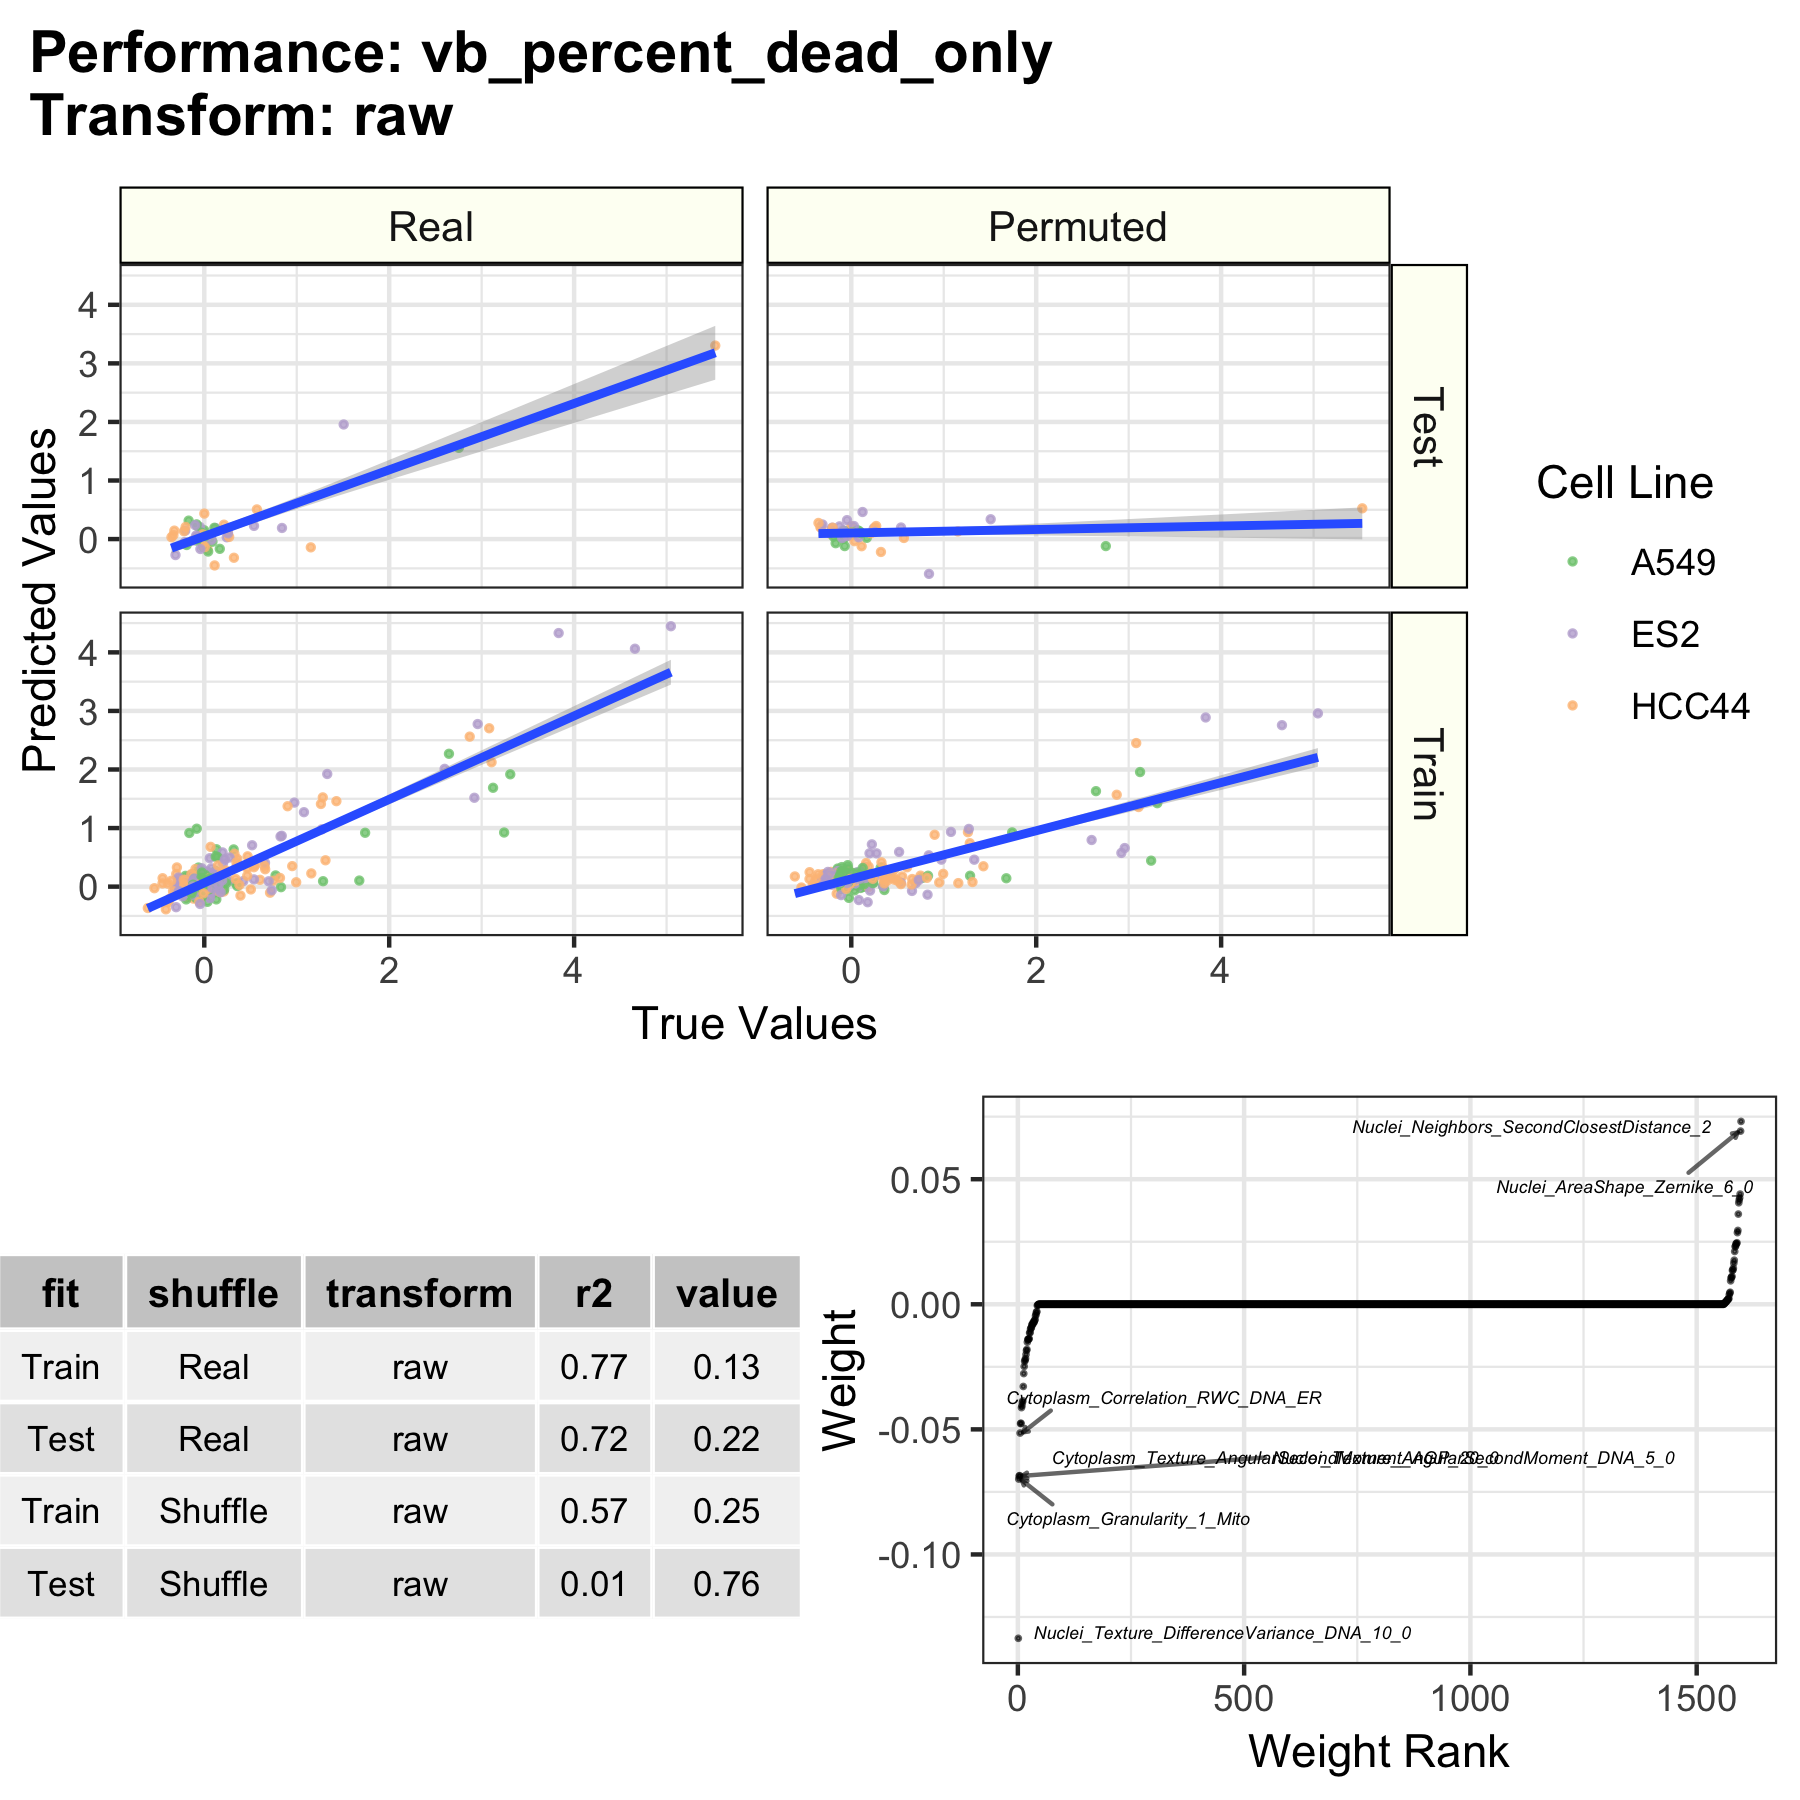 Performance: vb_percent_dead_only
Transform: raw
Real
Permuted
4
3
2
1
0
Test
4
3
2
1
0
Train
Predicted Values
0
2
4
0
2
4
True Values
Cell Line
A549
ES2
HCC44
fit shuffle transform r2 value
Train Real raw 0.77 0.13
Test Real raw 0.72 0.22
Train Shuffle raw 0.57 0.25
Test Shuffle raw 0.01 0.76
Weight
0.05
0.00
-0.05
-0.10
Nuclei_Neighbors_SecondClosestDistance_2
Nuclei_AreaShape_Zernike_6_0
Cytoplasm_Correlation_RWC_DNA_ER
Cytoplasm_Texture_AngularSecondMoment_AGP_20_0
Nuclei_Texture_AngularSecondMoment_DNA_5_0
Cytoplasm_Granularity_1_Mito
Nuclei_Texture_DifferenceVariance_DNA_10_0
0
500
1000
1500
Weight Rank